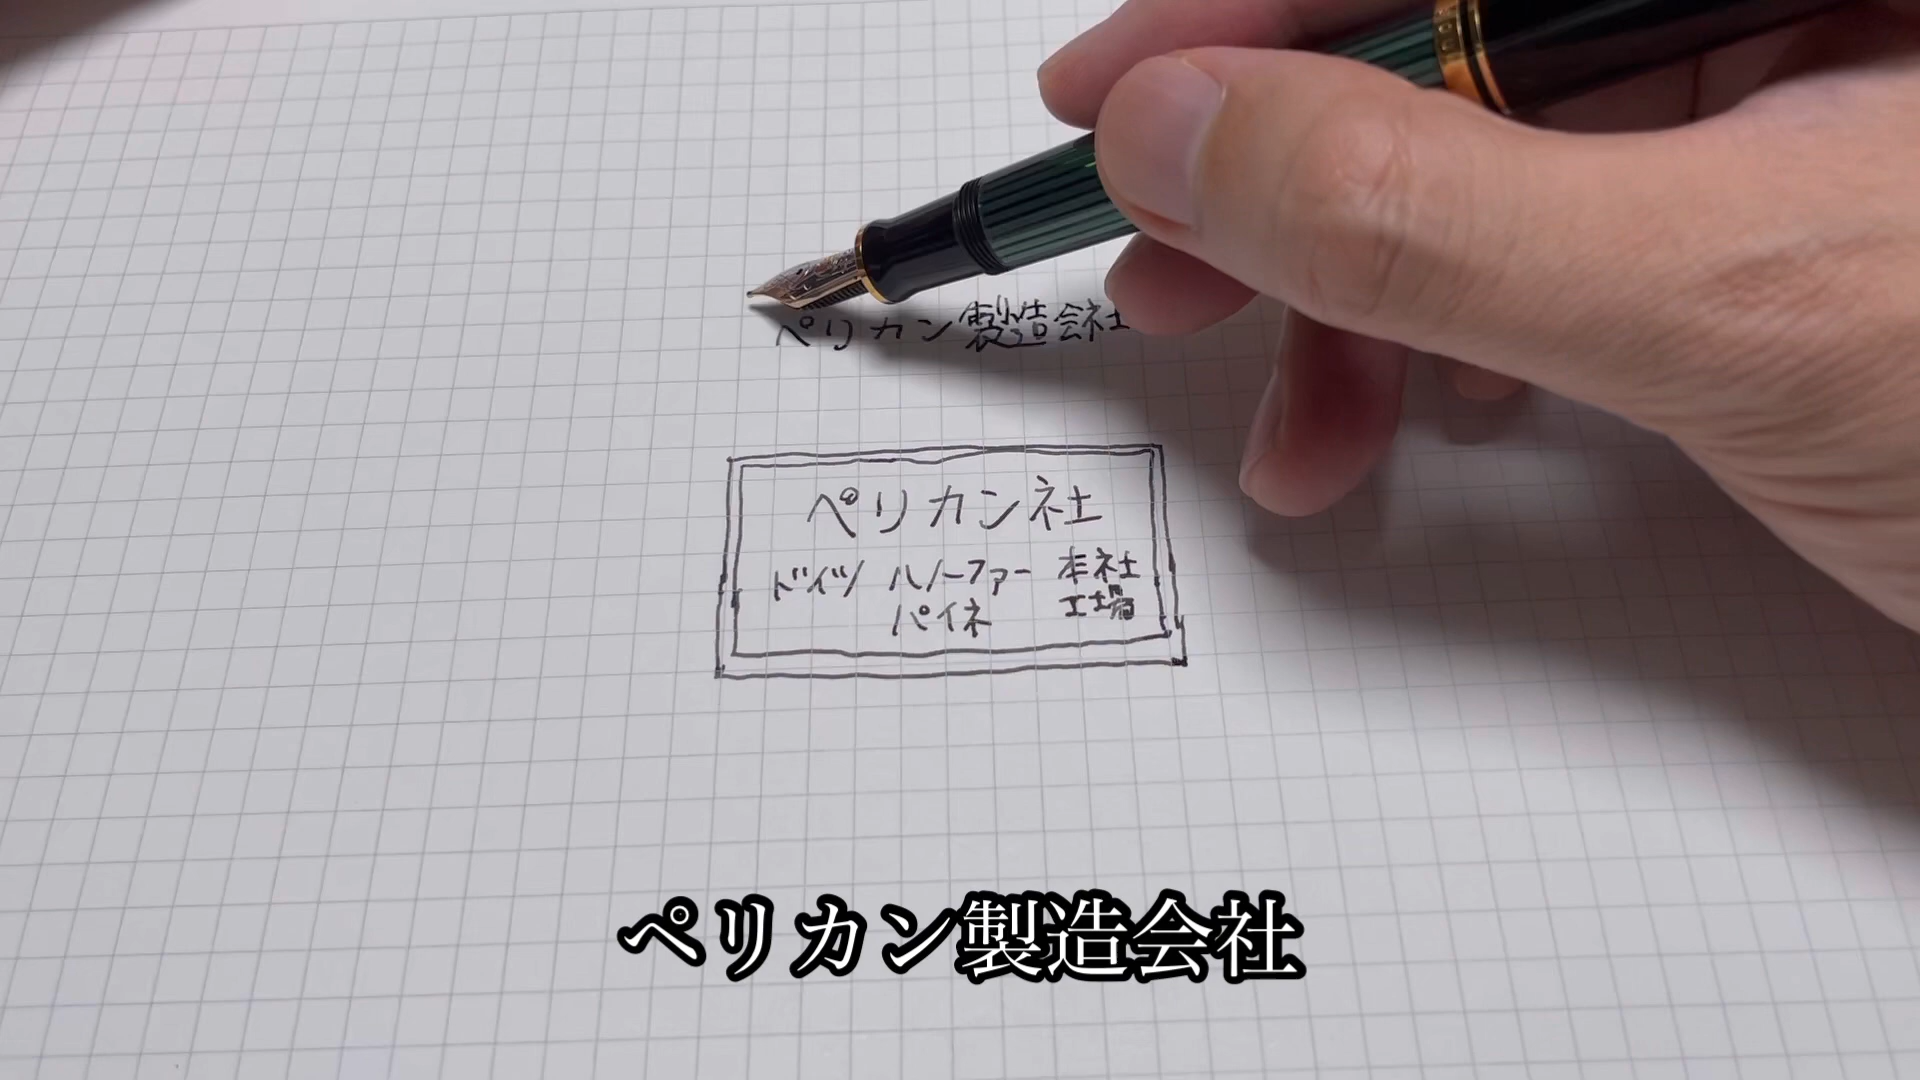 ペリカン製造会社
ペリカン社
ドイツ ハノーファー 本社
パイネ 工場
ペリカン製造会社